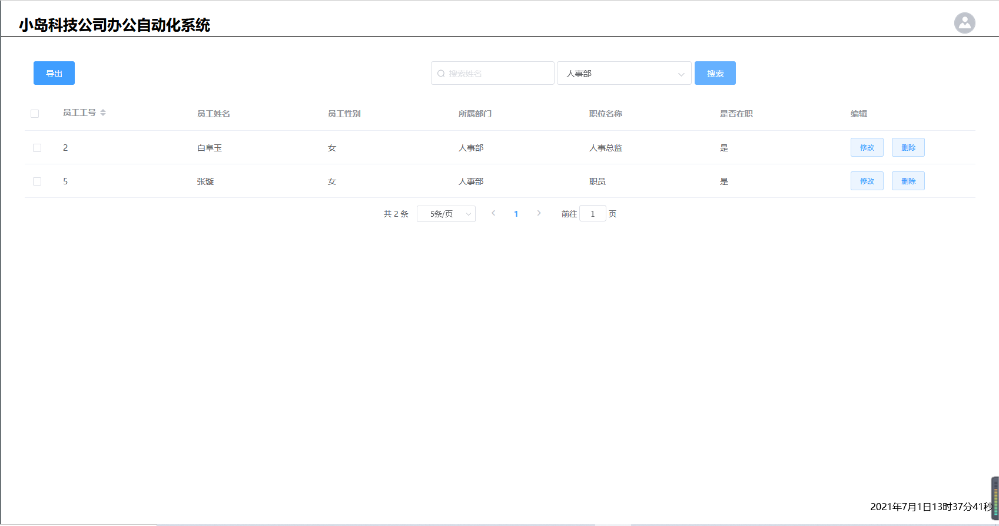 小岛科技公司办公自动化系统
导出 搜索姓名 人事部 搜索
员工工号 员工姓名 员工性别 所属部门 职位名称 是否在职 编辑
2 白阜玉 女 人事部 人事总监 是 修改 删除
5 张璇 女 人事部 职员 是 修改 删除
共 2 条 5条/页 1 前往 1 页
2021年7月1日13时37分41秒